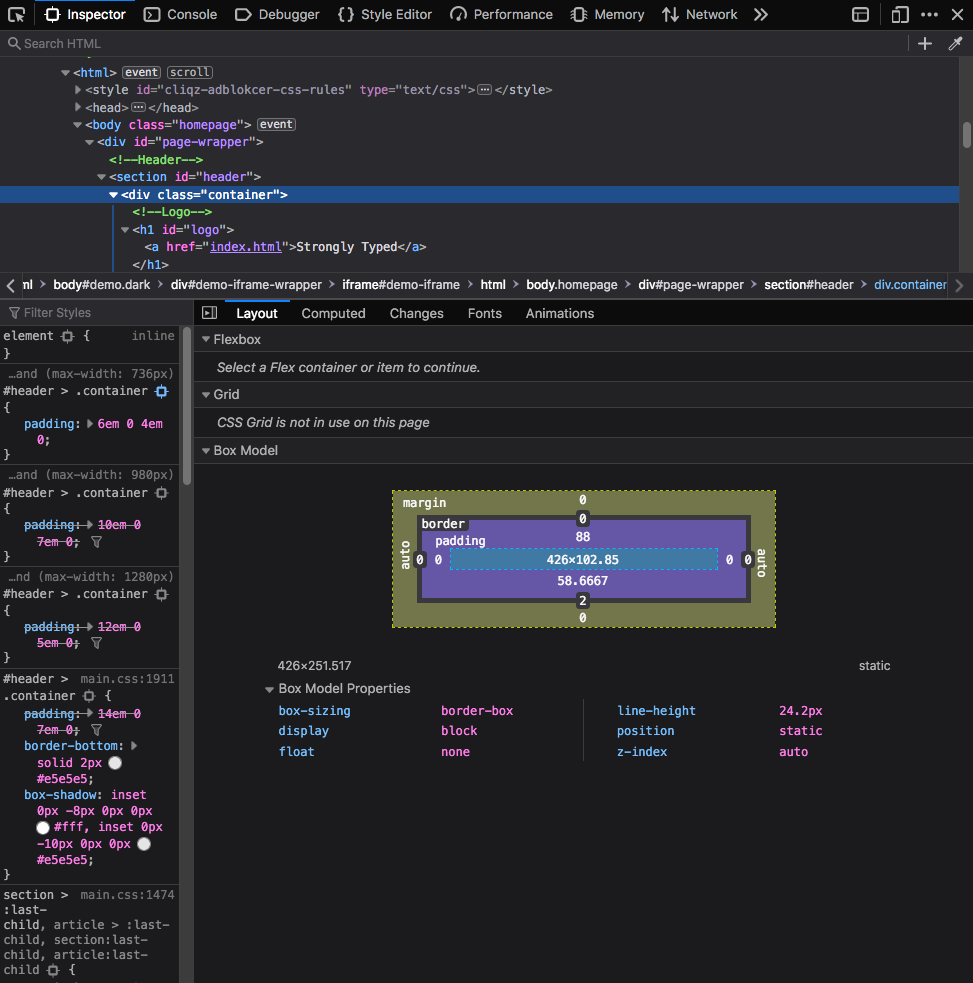 Inspector Console Debugger {} Style Editor Performance Memory Network
Search HTML
<html> event scroll
<style id="cliqz-adblokcer-css-rules" type="text/css"></style>
<head></head>
<body class="homepage"> event
<div id="page-wrapper">
<!--Header-->
<section id="header">
<div class="container">
<!--Logo-->
<h1 id="logo">
<a href="index.html">Strongly Typed</a>
</h1>
ml > body#demo.dark > div#demo-iframe-wrapper > iframe#demo-iframe > html > body.homepage > div#page-wrapper > section#header > div.container
Filter Styles
element { inline
}
…and (max-width: 736px)
#header > .container
{
padding: 6em 0 4em
0;
}
…and (max-width: 980px)
#header > .container
{
padding: 10em 0
7em 0;
}
…nd (max-width: 1280px)
#header > .container
{
padding: 12em 0
5em 0;
}
#header > main.css:1911
.container {
padding: 14em 0
7em 0;
border-bottom:
solid 2px
#e5e5e5;
box-shadow: inset
0px -8px 0px 0px
#fff, inset 0px
-10px 0px 0px
#e5e5e5;
}
section > main.css:1474
:last-
child, article > :last-
child, section:last-
child, article:last-
child {
Layout Computed Changes Fonts Animations
Flexbox
Select a Flex container or item to continue.
Grid
CSS Grid is not in use on this page
Box Model
margin 0
border 0
padding 88
auto 0 0 426×102.85 0 0 auto
58.6667
2
0
426×251.517 static
Box Model Properties
box-sizing border-box line-height 24.2px
display block position static
float none z-index auto